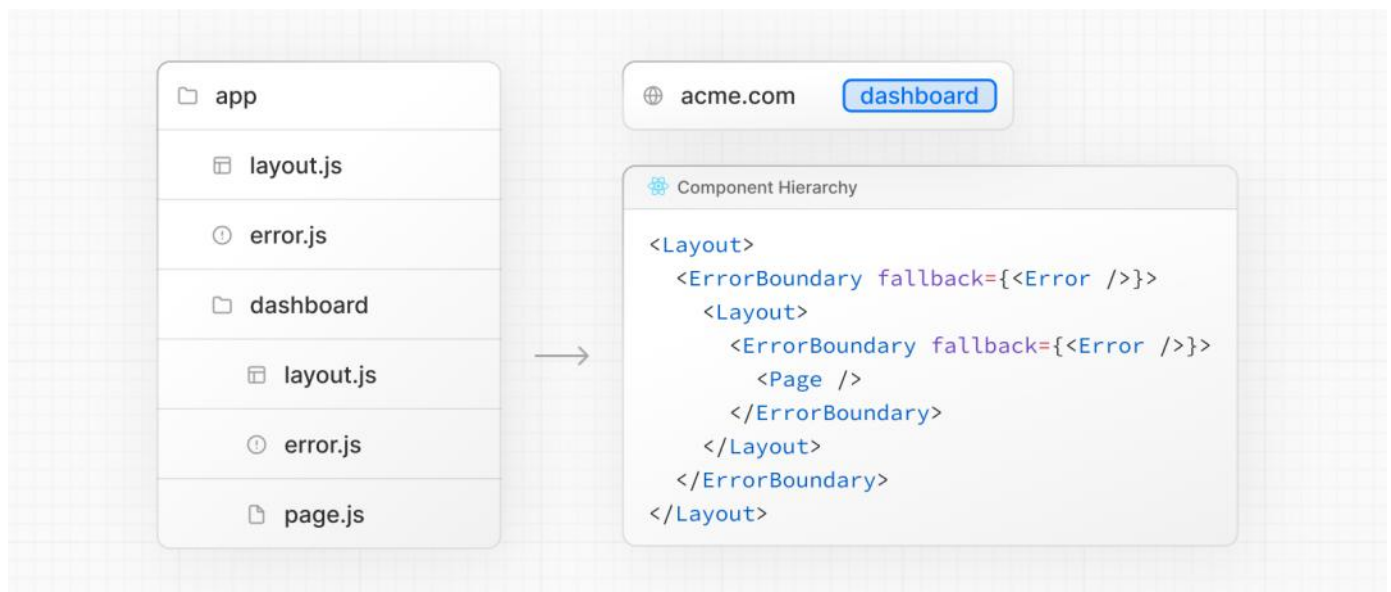 app
layout.js
error.js
dashboard
layout.js
error.js
page.js
acme.com dashboard
Component Hierarchy
<Layout>
<ErrorBoundary fallback={<Error />}>
<Layout>
<ErrorBoundary fallback={<Error />}>
<Page />
</ErrorBoundary>
</Layout>
</ErrorBoundary>
</Layout>